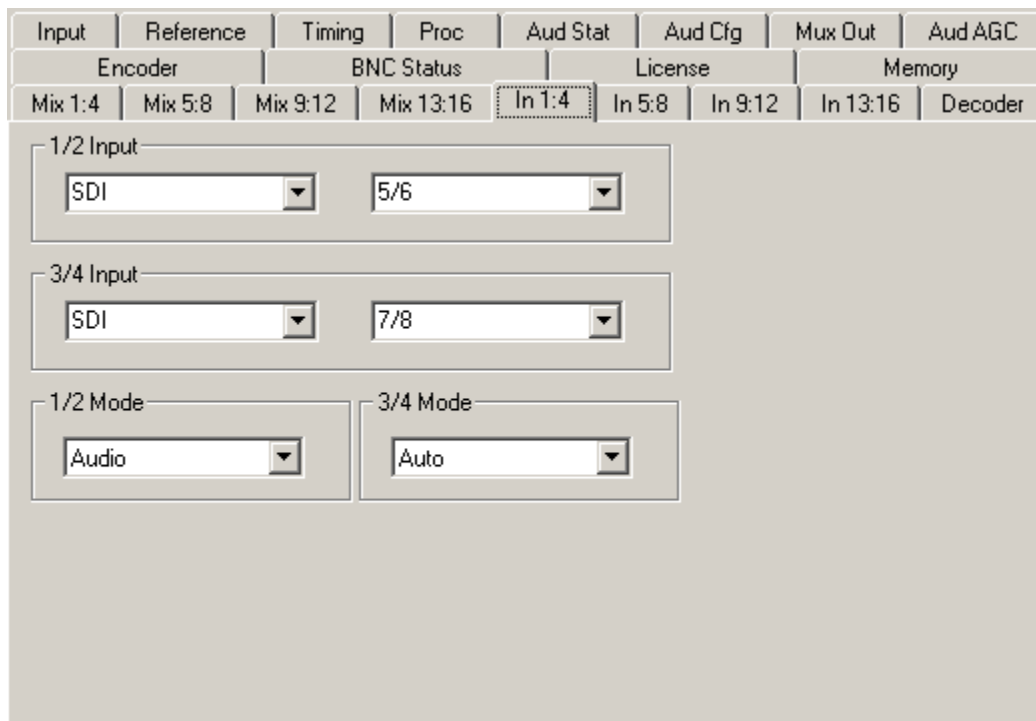 Input Reference Timing Proc Aud Stat Aud Cfg Mux Out Aud AGC
Encoder BNC Status License Memory
Mix 1:4 Mix 5:8 Mix 9:12 Mix 13:16 In 1:4 In 5:8 In 9:12 In 13:16 Decoder
1/2 Input
SDI 5/6
3/4 Input
SDI 7/8
1/2 Mode 3/4 Mode
Audio Auto